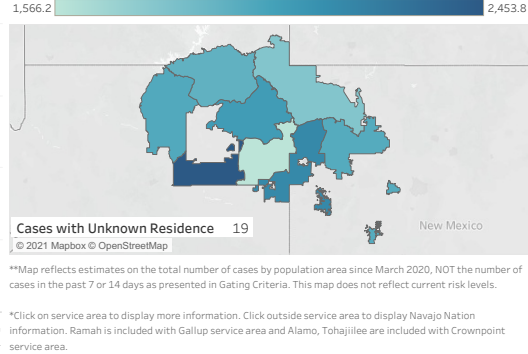 1,566.2 2,453.8
New Mexico
Cases with Unknown Residence 19
© 2021 Mapbox © OpenStreetMap
**Map reflects estimates on the total number of cases by population area since March 2020, NOT the number of
cases in the past 7 or 14 days as presented in Gating Criteria. This map does not reflect current risk levels.
*Click on service area to display more information. Click outside service area to display Navajo Nation
information. Ramah is included with Gallup service area and Alamo, Tohajiilee are included with Crownpoint
service area.